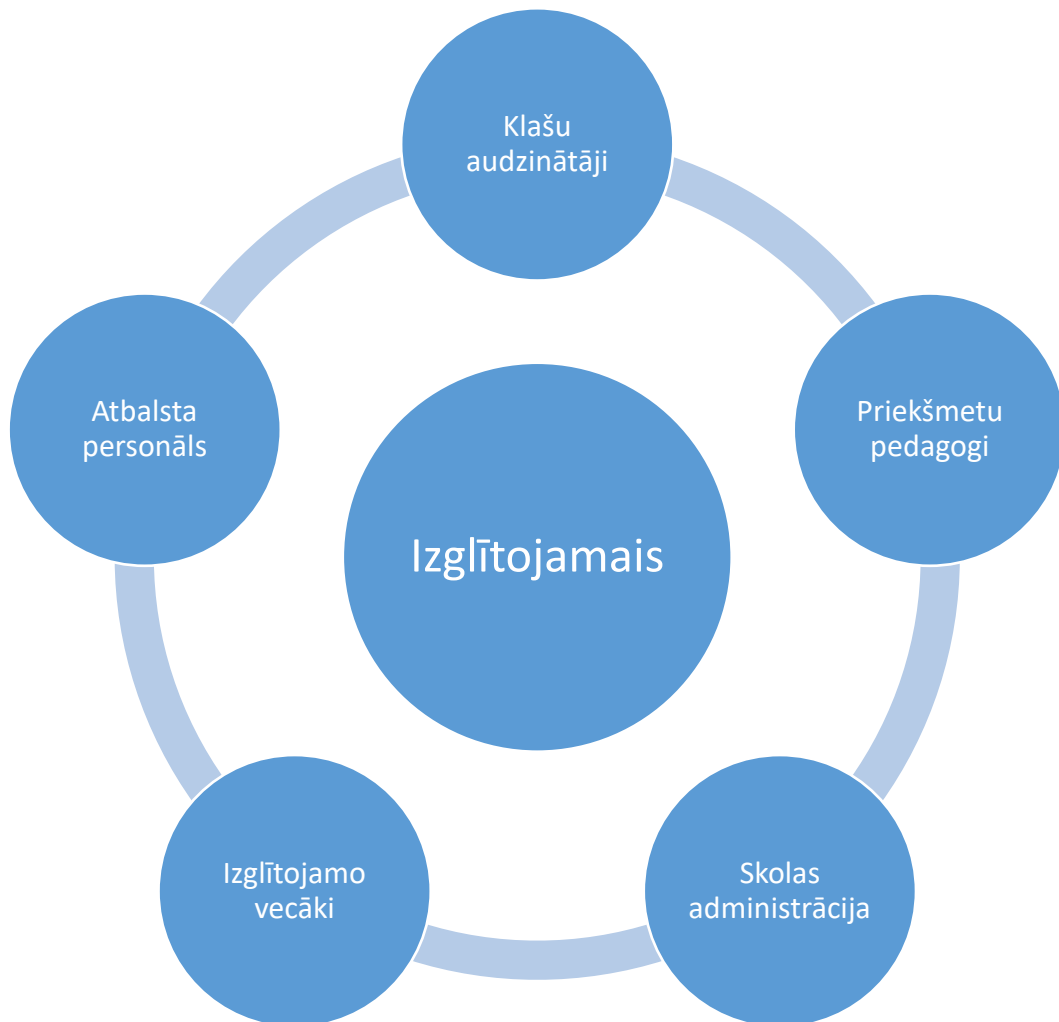 Klašu
audzinātāji
Priekšmetu
pedagogi
Skolas
administrācija
Izglītojamo
vecāki
Atbalsta
personāls
Izglītojamais